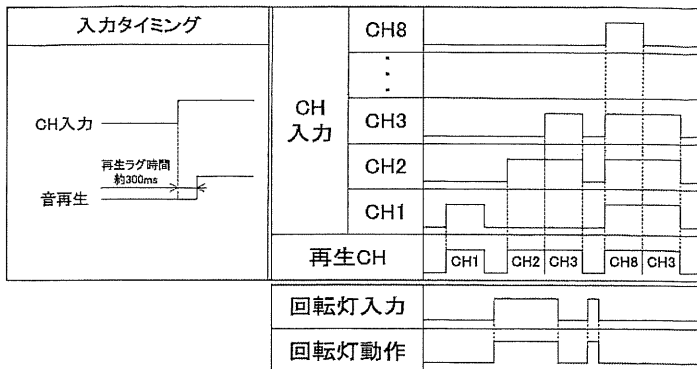 入力タイミング
CH入力
再生ラグ時間
約300ms
音再生
CH
入力
CH8
・
・
・
CH3
CH2
CH1
再生CH
CH1 CH2 CH3 CH8 CH3
回転灯入力
回転灯動作